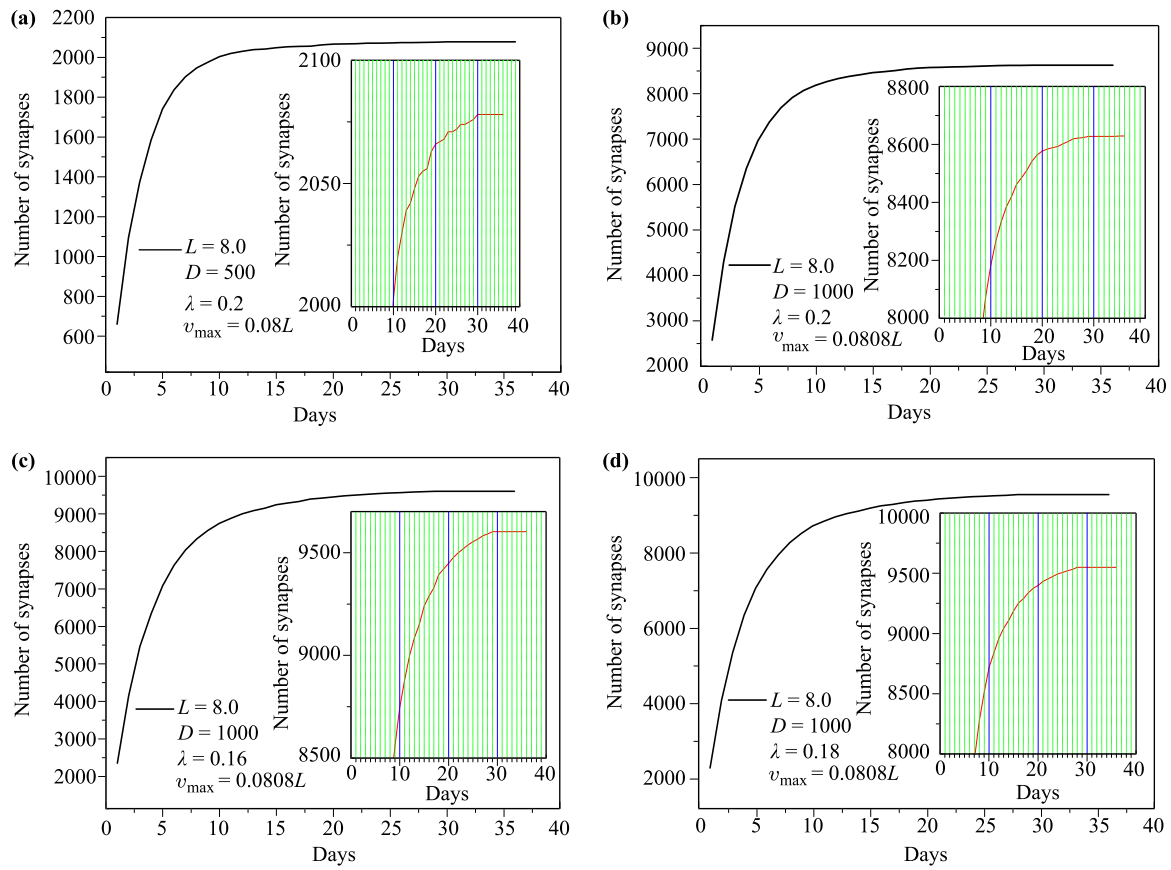 (a)
2200
2000
1800
1600
1400
1200
1000
800
600
Number of synapses
L = 8.0
D = 500
λ = 0.2
υmax = 0.08L
2100
2050
2000
Number of synapses
0 10 20 30 40
Days
0 5 10 15 20 25 30 35 40
Days
(b)
9000
8000
7000
6000
5000
4000
3000
2000
Number of synapses
L = 8.0
D = 1000
λ = 0.2
υmax = 0.0808L
8800
8600
8400
8200
8000
Number of synapses
0 10 20 30 40
Days
0 5 10 15 20 25 30 35 40
Days
(c)
10000
9000
8000
7000
6000
5000
4000
3000
2000
Number of synapses
L = 8.0
D = 1000
λ = 0.16
υmax = 0.0808L
9500
9000
8500
Number of synapses
0 10 20 30 40
Days
0 5 10 15 20 25 30 35 40
Days
(d)
10000
8000
6000
4000
2000
Number of synapses
L = 8.0
D = 1000
λ = 0.18
υmax = 0.0808L
10000
9500
9000
8500
8000
Number of synapses
0 10 20 30 40
Days
0 5 10 15 20 25 30 35 40
Days